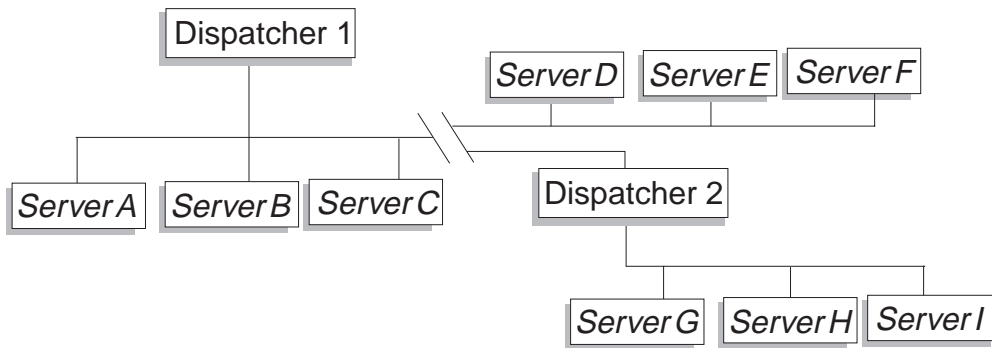 Dispatcher 1
Server D
Server E
Server F
Server A
Server B
Server C
Dispatcher 2
Server G
Server H
Server I